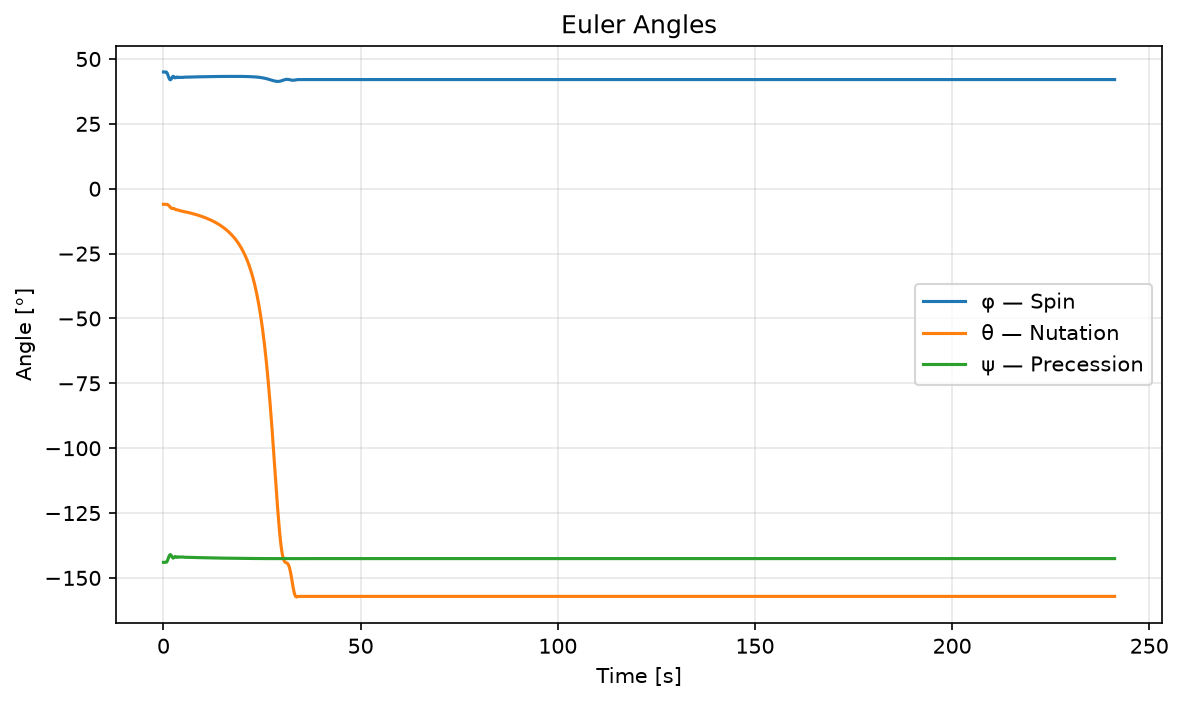 Euler Angles
Angle [°]
50
25
0
−25
−50
−75
−100
−125
−150
φ — Spin
θ — Nutation
ψ — Precession
0
50
100
150
200
250
Time [s]